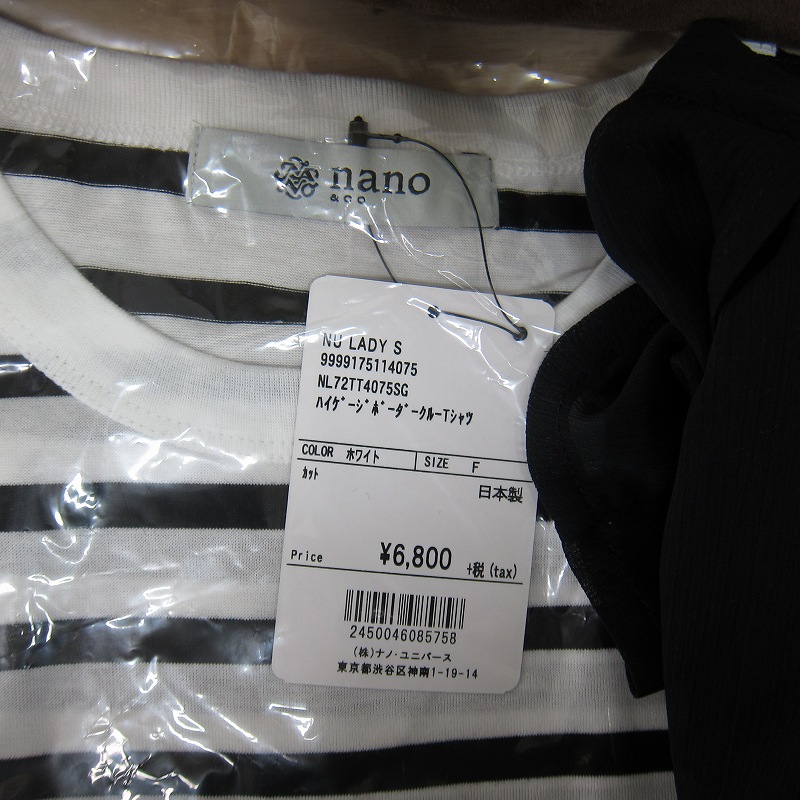 nano
& CO.
NU LADY S
9999175114075
NL72TT4075SG
ﾊｲｹﾞｰｼﾞﾎﾞｰﾀﾞｰｸﾙｰTｼｬﾂ
COLOR ホワイト SIZE F
ｶｯﾄ
日本製
Price ¥6,800 +税(tax)
2450046085758
(株)ナノ・ユニバース
東京都渋谷区神南1-19-14